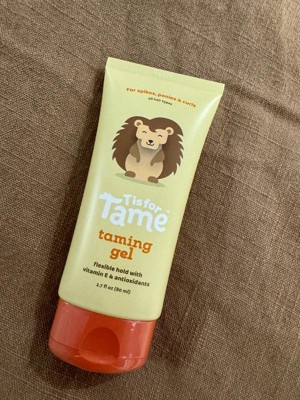 For spikes, ponies & curls
all hair types
T is for
Tame
taming
gel
flexible hold with
vitamin E & antioxidants
2.7 fl oz (80 ml)